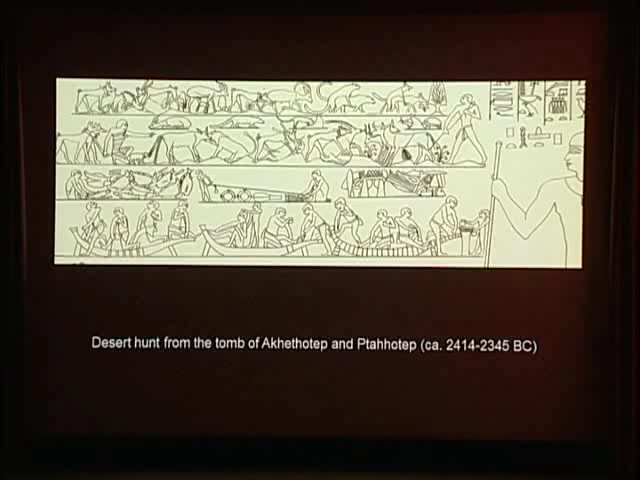 Desert hunt from the tomb of Akhethotep and Ptahhotep (ca. 2414-2345 BC)